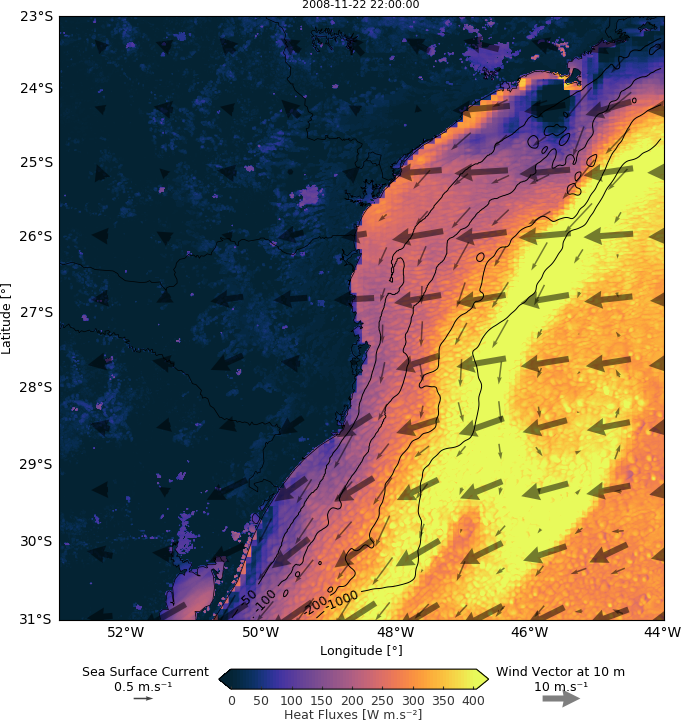 2008-11-22 22:00:00
23°S
24°S
25°S
26°S
27°S
28°S
29°S
30°S
31°S
Latitude [°]
-50
-100
-200
-1000
52°W
50°W
48°W
46°W
44°W
Longitude [°]
Sea Surface Current
0.5 m.s⁻¹
0 50 100 150 200 250 300 350 400
Heat Fluxes [W m.s⁻²]
Wind Vector at 10 m
10 m.s⁻¹